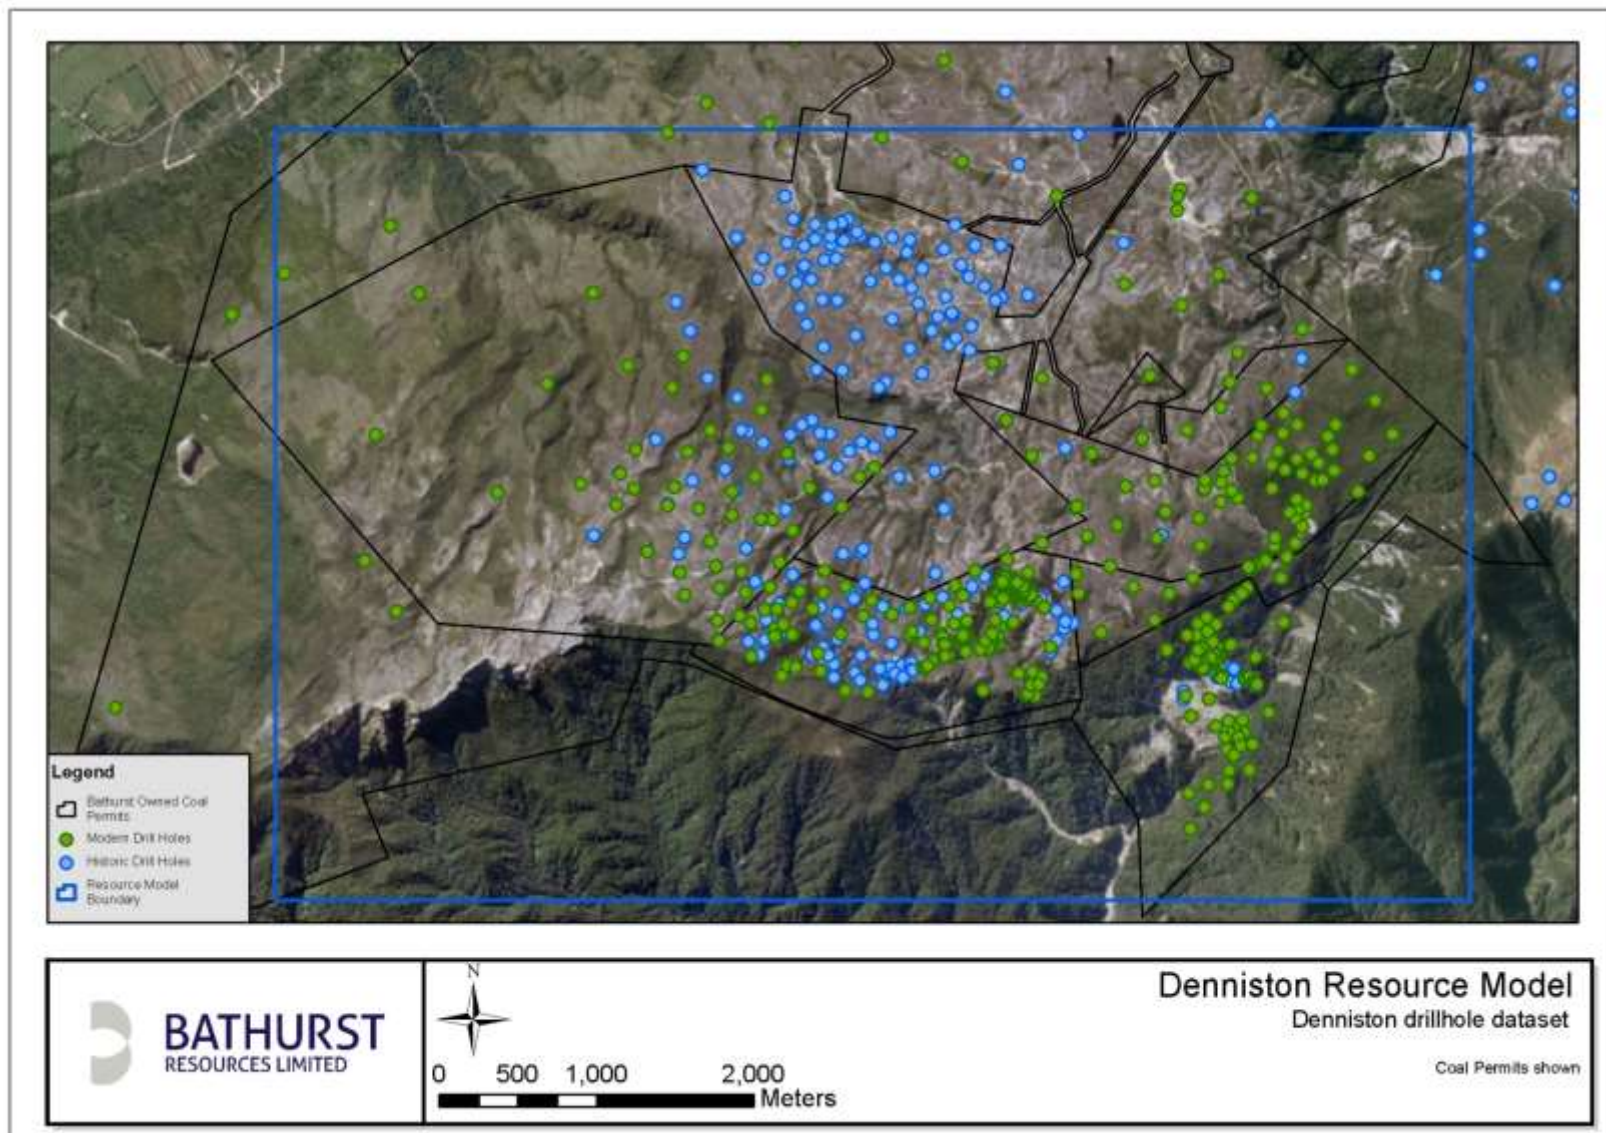 Legend
Bathurst Owned Coal
Permits
Modern Drill Holes
Historic Drill Holes
Resource Model
Boundary
BATHURST
RESOURCES LIMITED
N
0 500 1,000 2,000
Meters
Denniston Resource Model
Denniston drillhole dataset
Coal Permits shown